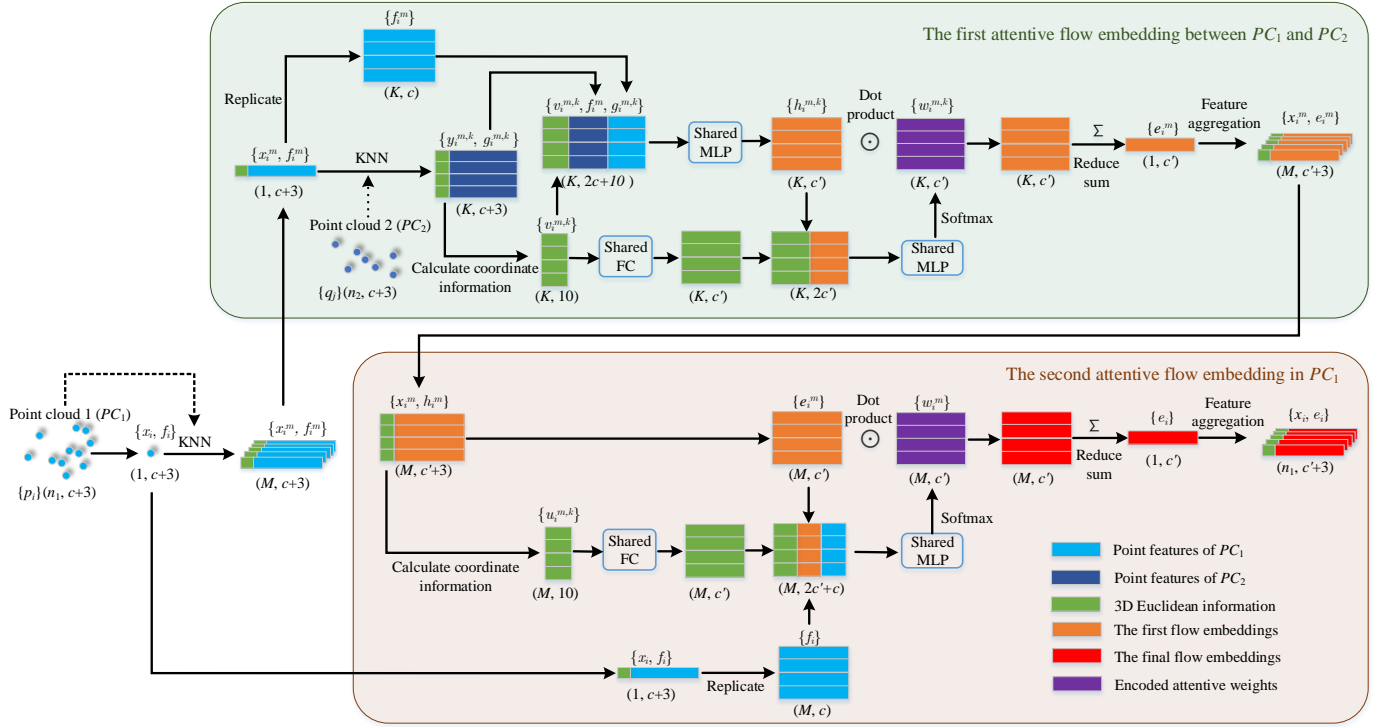 The first attentive flow embedding between PC₁ and PC₂
{fᵢᵐ}
(K, c)
Replicate
{xᵢᵐ, fᵢᵐ}
(1, c+3)
KNN
Point cloud 2 (PC₂)
{qⱼ}(n₂, c+3)
{yᵢᵐ,ᵏ, gᵢᵐ,ᵏ}
(K, c+3)
Calculate coordinate
information
{vᵢᵐ,ᵏ, fᵢᵐ, gᵢᵐ,ᵏ}
(K, 2c+10 )
{vᵢᵐ,ᵏ}
(K, 10)
Shared
MLP
Shared
FC
(K, c')
{hᵢᵐ,ᵏ}
(K, c')
(K, 2c')
Dot
product
⊙
{wᵢᵐ,ᵏ}
(K, c')
Softmax
Shared
MLP
(K, c')
Σ
Reduce
sum
{eᵢᵐ}
(1, c')
Feature
aggregation
{xᵢᵐ, eᵢᵐ}
(M, c'+3)
Point cloud 1 (PC₁)
{pᵢ}(n₁, c+3)
{xᵢ, fᵢ}
(1, c+3)
KNN
{xᵢᵐ, fᵢᵐ}
(M, c+3)
The second attentive flow embedding in PC₁
{xᵢᵐ, hᵢᵐ}
(M, c'+3)
Calculate coordinate
information
{uᵢᵐ,ᵏ}
(M, 10)
Shared
FC
(M, c')
{eᵢᵐ}
(M, c')
(M, 2c'+c)
{xᵢ, fᵢ}
(1, c+3)
Replicate
{fᵢ}
(M, c)
Dot
product
⊙
{wᵢᵐ}
(M, c')
Softmax
Shared
MLP
(M, c')
Σ
Reduce
sum
{eᵢ}
(1, c')
Feature
aggregation
{xᵢ, eᵢ}
(n₁, c'+3)
Point features of PC₁
Point features of PC₂
3D Euclidean information
The first flow embeddings
The final flow embeddings
Encoded attentive weights